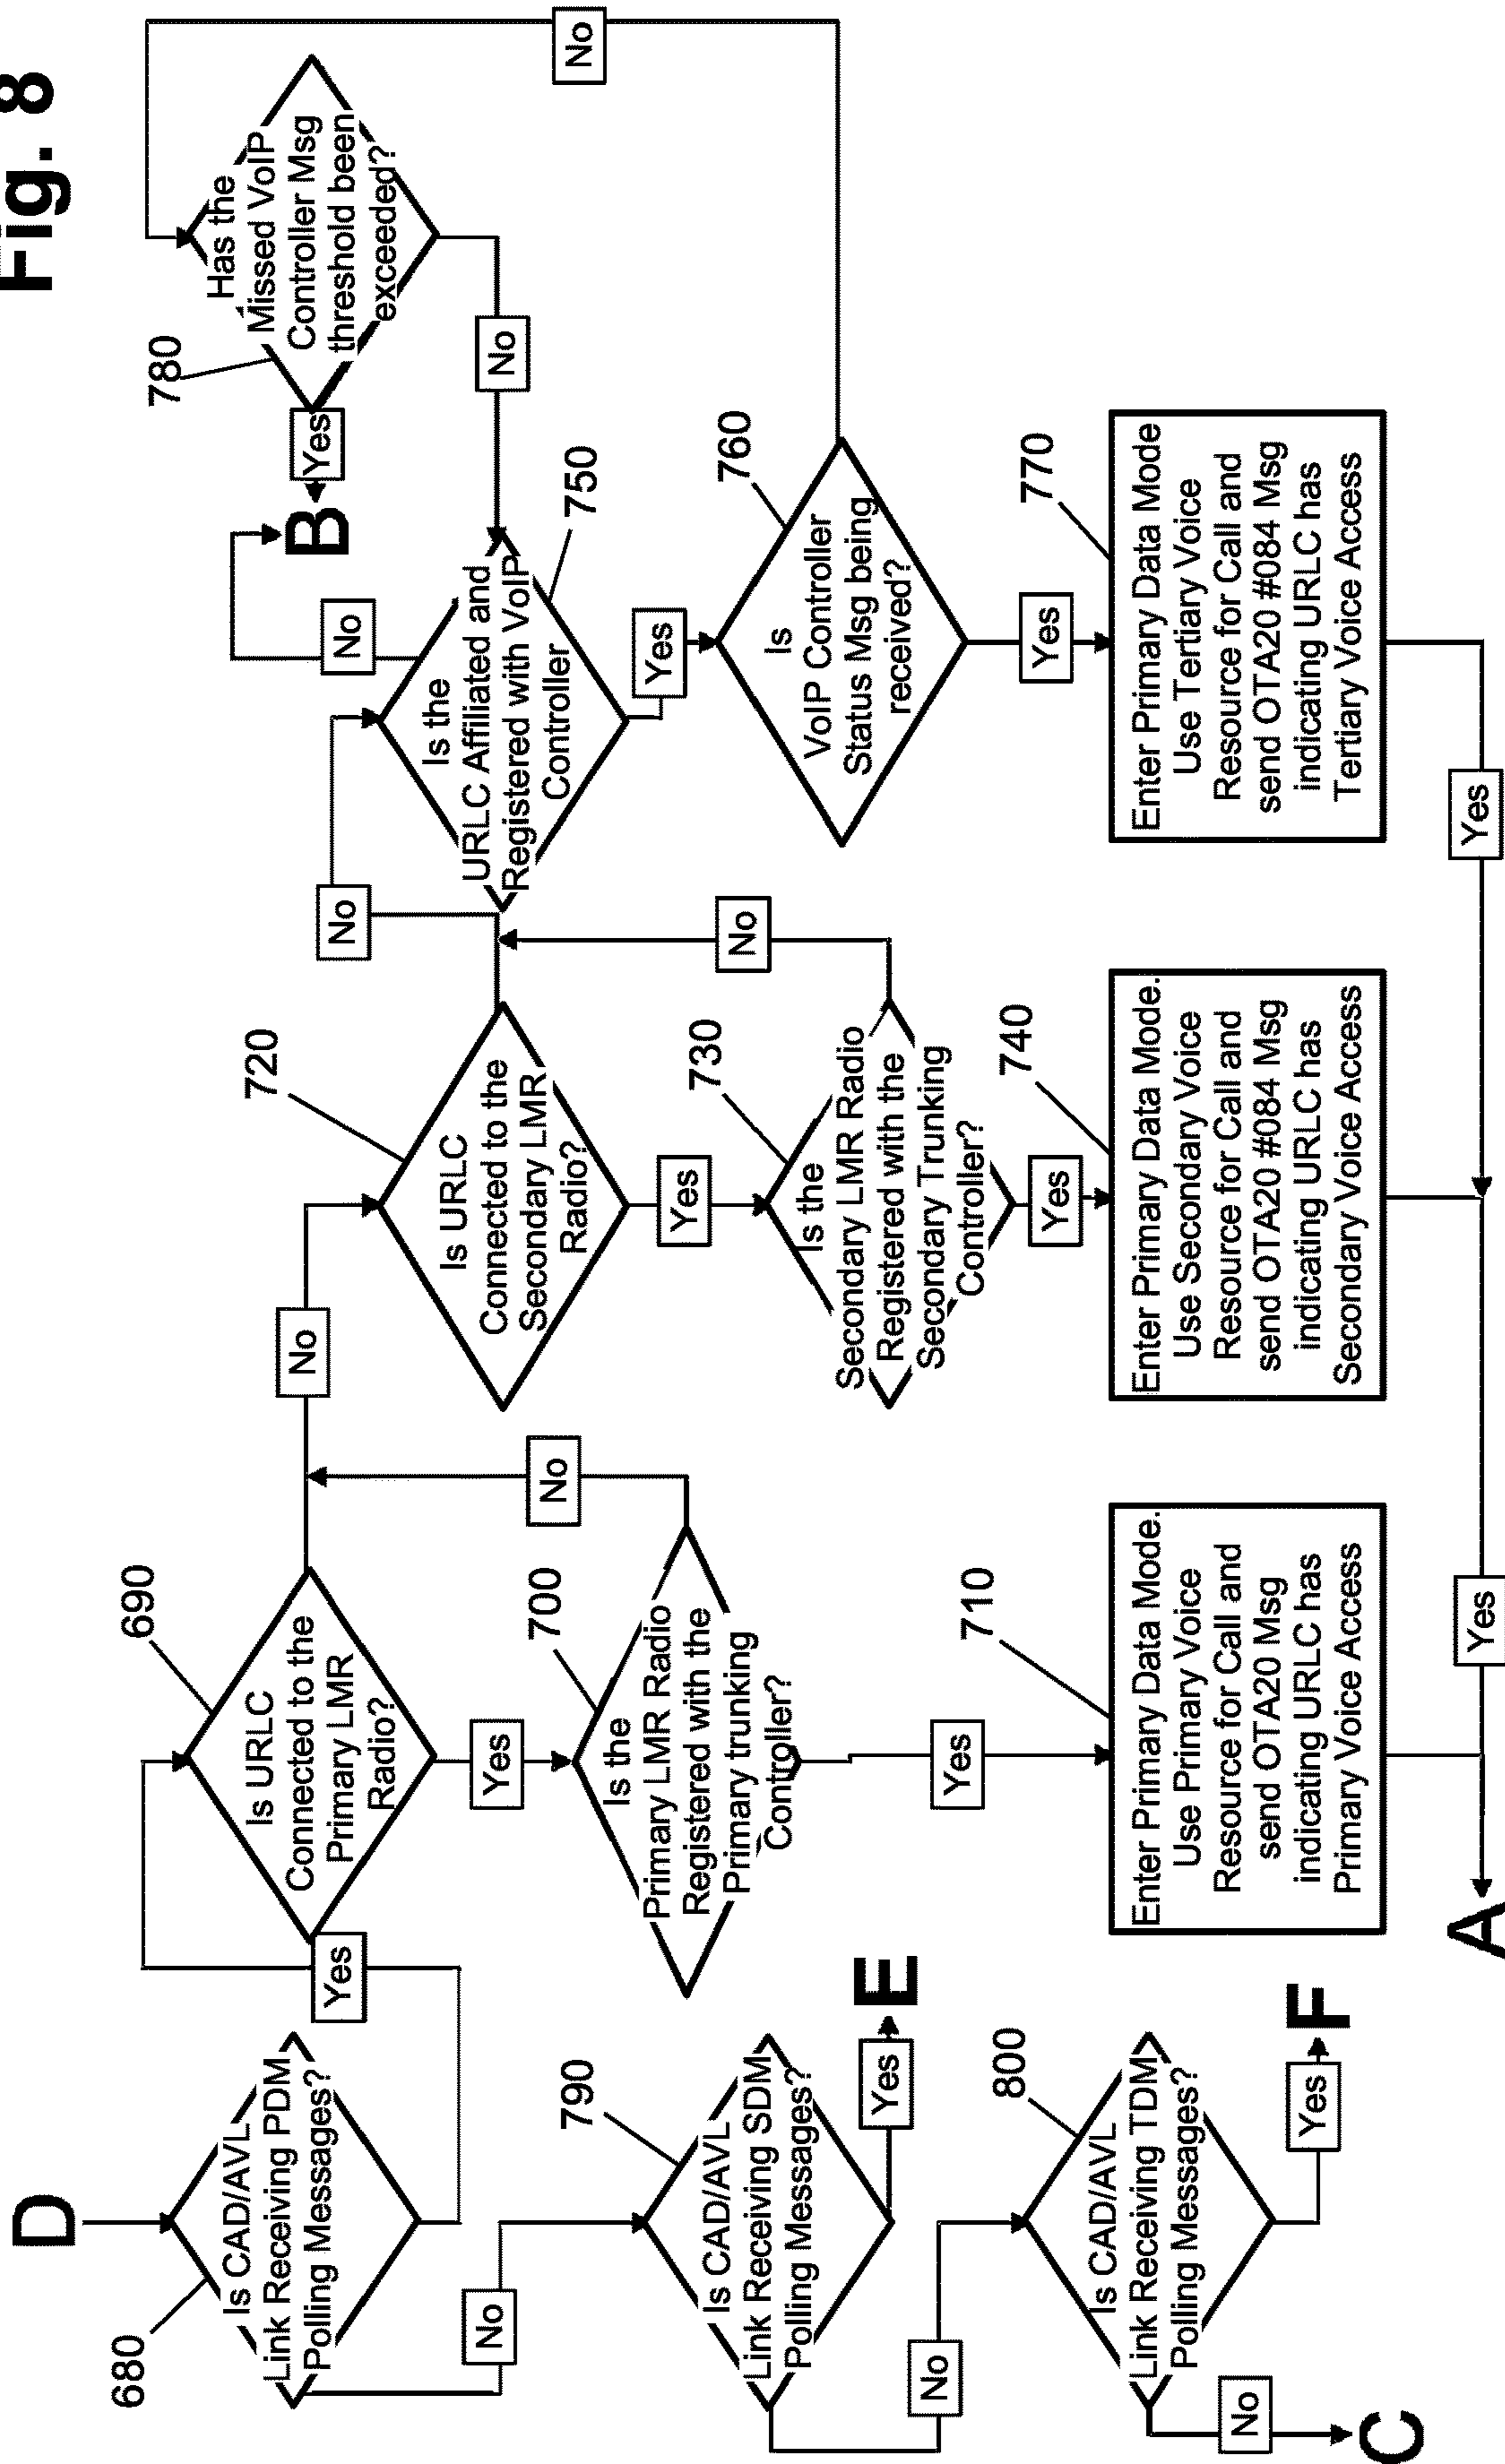 Fig. 8
D
680
Is CAD/AVL
Link Receiving PDM
Polling Messages?
Yes
No
790
Is CAD/AVL
Link Receiving SDM
Polling Messages?
Yes
E
No
800
Is CAD/AVL
Link Receiving TDM
Polling Messages?
Yes
F
No
C
690
Is URLC
Connected to the
Primary LMR
Radio?
No
Yes
700
Is the
Primary LMR Radio
Registered with the
Primary trunking
Controller?
No
Yes
710
Enter Primary Data Mode.
Use Primary Voice
Resource for Call and
send OTA20 Msg
indicating URLC has
Primary Voice Access
A
Yes
720
Is URLC
Connected to the
Secondary LMR
Radio?
No
Yes
730
Is the
Secondary LMR Radio
Registered with the
Secondary Trunking
Controller?
No
Yes
740
Enter Primary Data Mode.
Use Secondary Voice
Resource for Call and
send OTA20 #084 Msg
indicating URLC has
Secondary Voice Access
Yes
750
Is the
URLC Affiliated and
Registered with VoIP
Controller
No
B
Yes
760
Is
VoIP Controller
Status Msg being
received?
No
Yes
770
Enter Primary Data Mode
Use Tertiary Voice
Resource for Call and
send OTA20 #084 Msg
indicating URLC has
Tertiary Voice Access
780
Has the
Missed VoIP
Controller Msg
threshold been
exceeded?
Yes
No